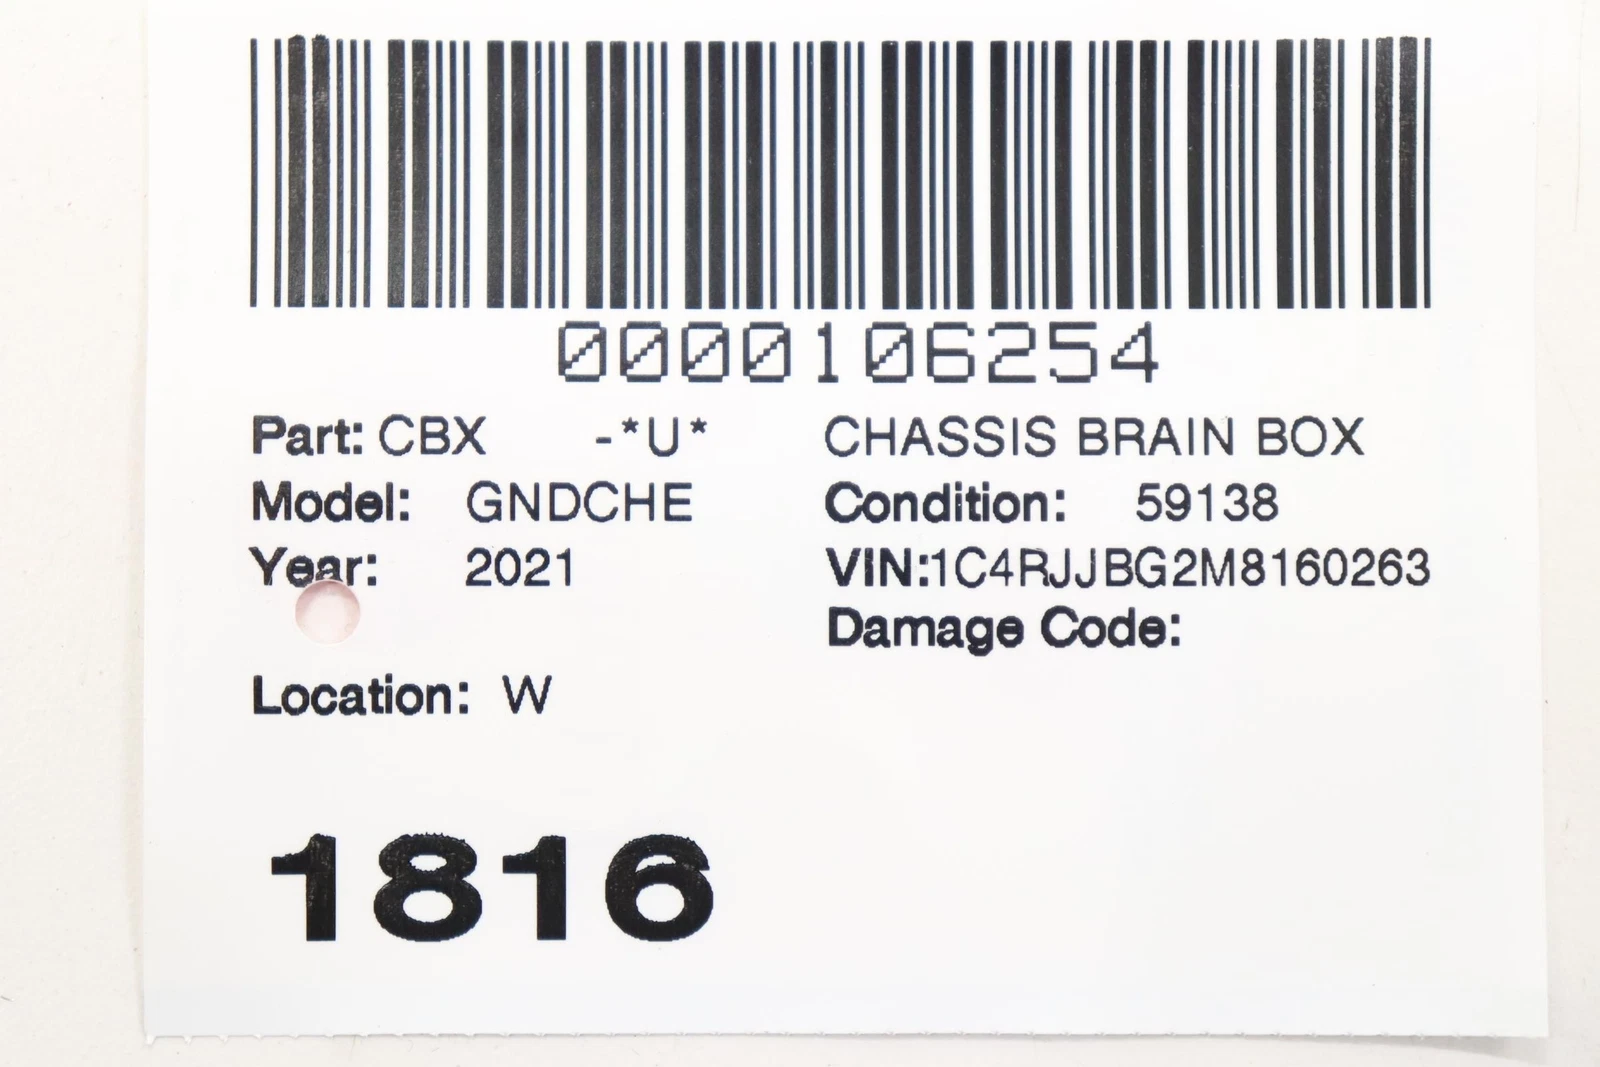 0000106254
Part: CBX -*U* CHASSIS BRAIN BOX
Model: GNDCHE Condition: 59138
Year: 2021 VIN:1C4RJJBG2M8160263
Damage Code:
Location: W
1816